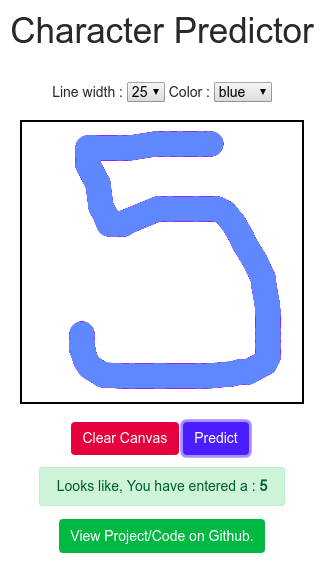 Character Predictor
Line width : 25 Color : blue
5
Clear Canvas Predict
Looks like, You have entered a : 5
View Project/Code on Github.